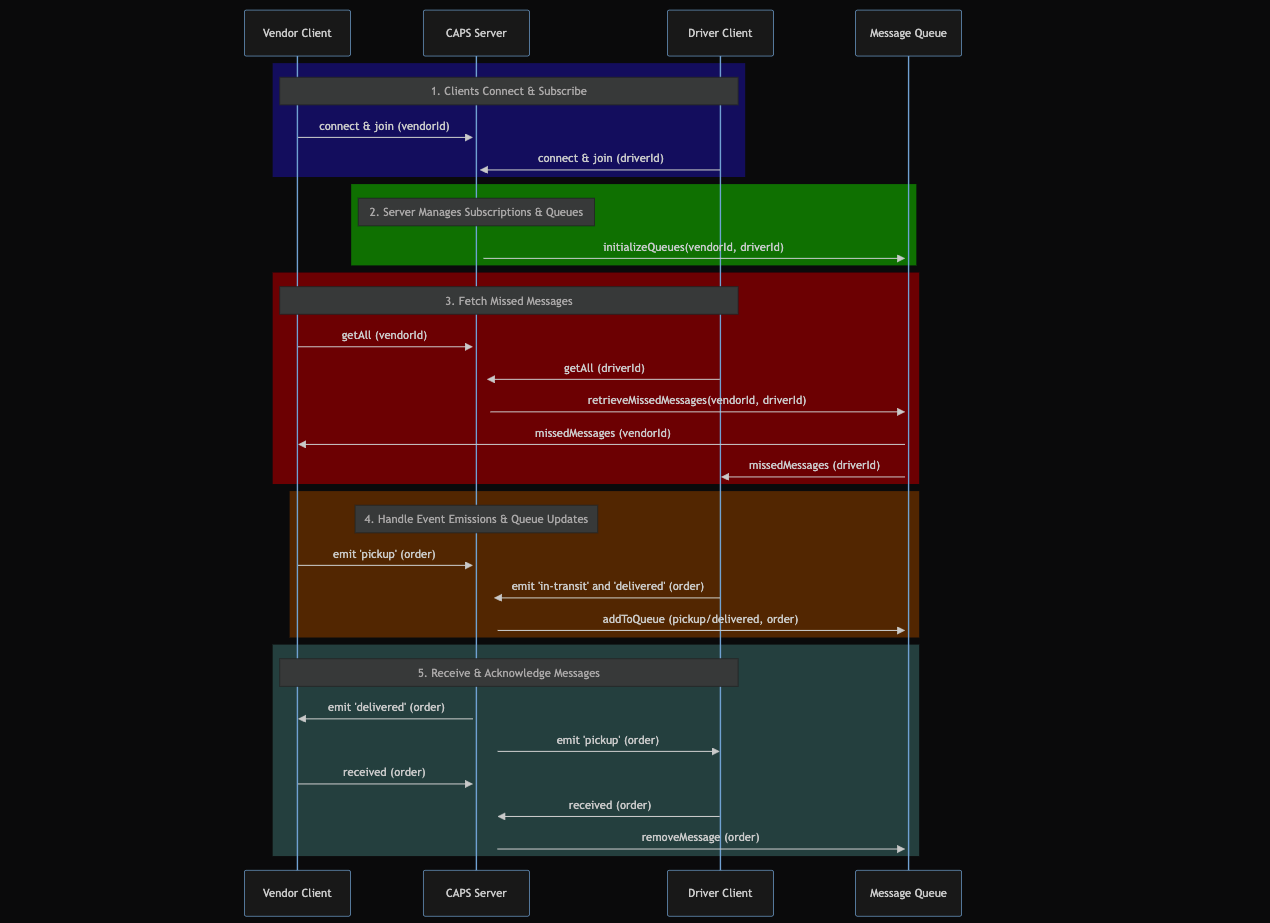 Vendor Client
CAPS Server
Driver Client
Message Queue
1. Clients Connect & Subscribe
connect & join (vendorId)
connect & join (driverId)
2. Server Manages Subscriptions & Queues
initializeQueues(vendorId, driverId)
3. Fetch Missed Messages
getAll (vendorId)
getAll (driverId)
retrieveMissedMessages(vendorId, driverId)
missedMessages (vendorId)
missedMessages (driverId)
4. Handle Event Emissions & Queue Updates
emit 'pickup' (order)
emit 'in-transit' and 'delivered' (order)
addToQueue (pickup/delivered, order)
5. Receive & Acknowledge Messages
emit 'delivered' (order)
emit 'pickup' (order)
received (order)
received (order)
removeMessage (order)
Vendor Client
CAPS Server
Driver Client
Message Queue